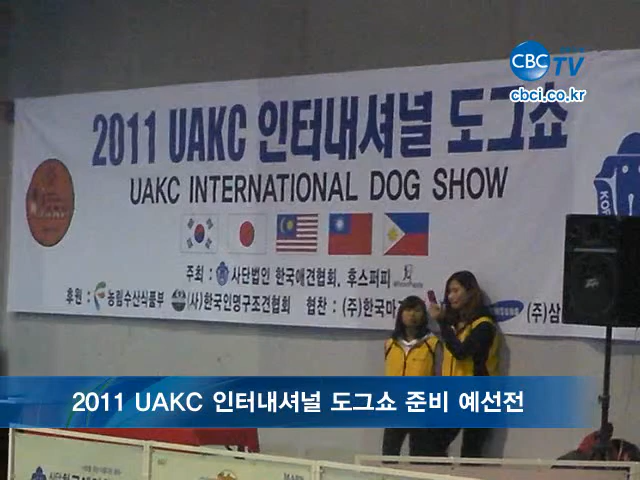 CBC TV
cbci.co.kr
2011 UAKC 인터내셔널 도그쇼
UAKC INTERNATIONAL DOG SHOW
주최 : 사단법인 한국애견협회, 후스퍼피
후원 : 농림수산식품부 (사)한국인명구조견협회 협찬 : (주)한국마 (주)삼
PEAVEY
2011 UAKC 인터내셔널 도그쇼 준비 예선전